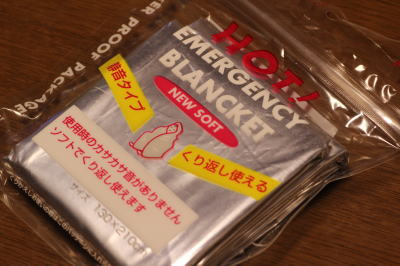 PROOF PACKAGE
HOT!
EMERGENCY
BLANCKET
NEW SOFT
静音タイプ
くり返し使える
使用時のカサカサ音がありません
ソフトでくり返し使えます
サイズ 130×210cm